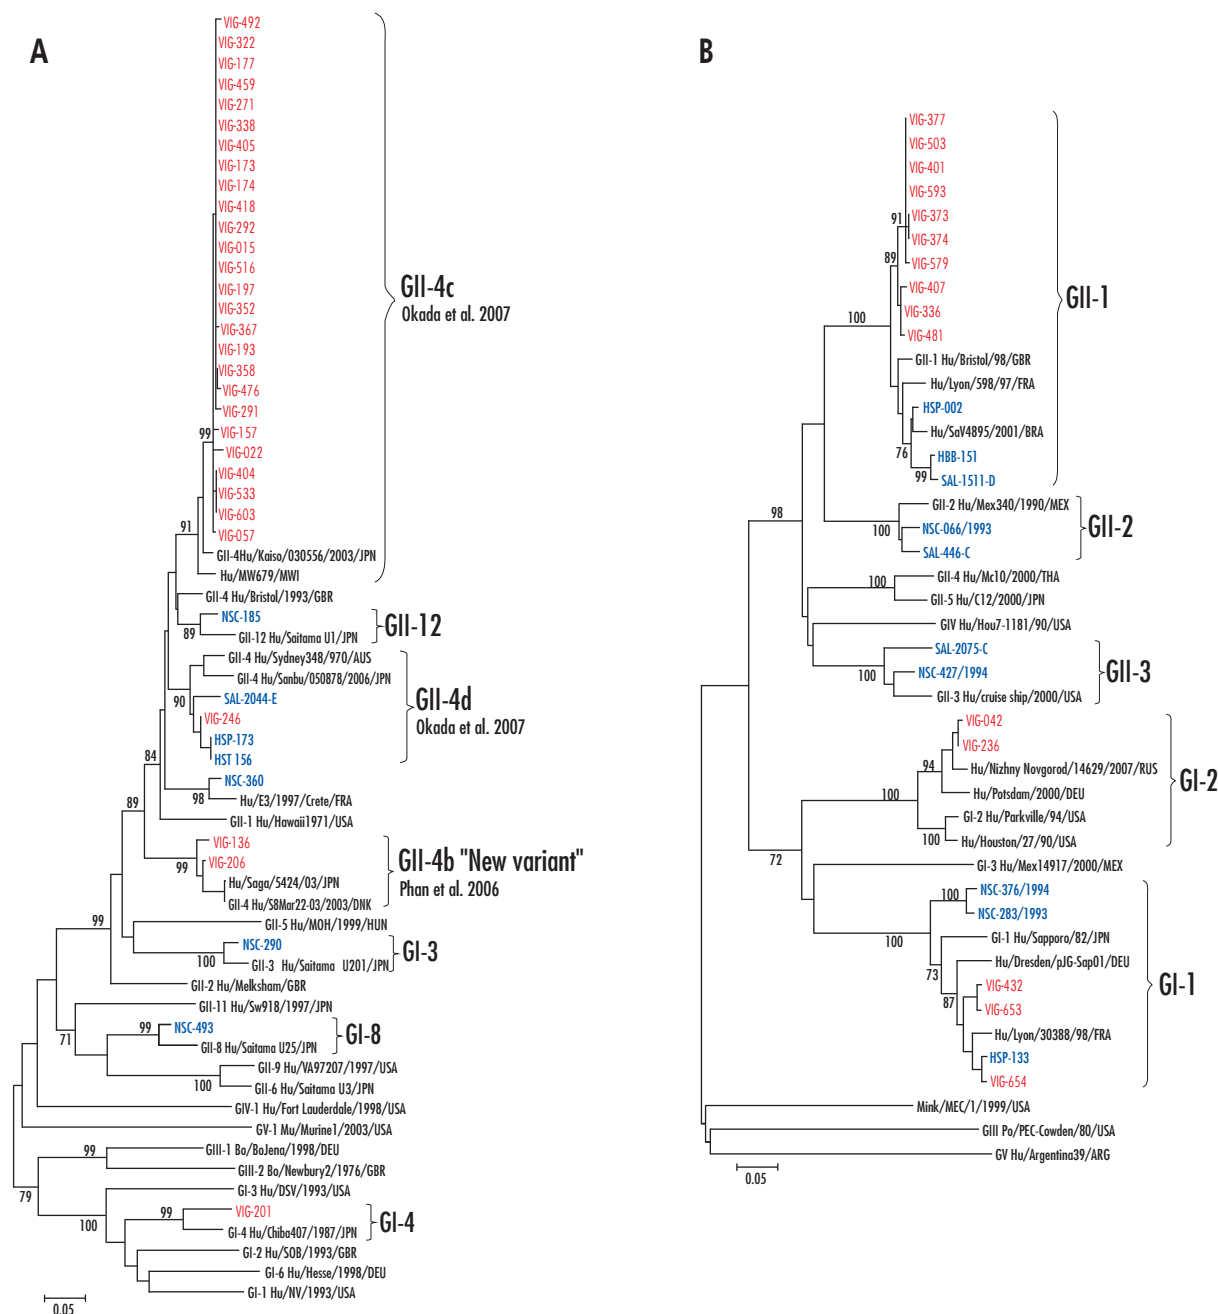 A
VIG-492
VIG-322
VIG-177
VIG-459
VIG-271
VIG-338
VIG-405
VIG-173
VIG-174
VIG-418
VIG-292
VIG-015
VIG-516
VIG-197
VIG-352
VIG-367
VIG-193
VIG-358
VIG-476
VIG-291
VIG-157
99
VIG-022
VIG-404
VIG-533
VIG-603
91
VIG-057
GII-4Hu/Kaiso/030556/2003/JPN
Hu/MW679/MWI
GII-4c
Okada et al. 2007
GII-4 Hu/Bristol/1993/GBR
NSC-185
89
GII-12 Hu/Saitama U1/JPN
GII-12
GII-4 Hu/Sydney348/970/AUS
GII-4 Hu/Sanbu/050878/2006/JPN
90
SAL-2044-E
VIG-246
HSP-173
HST 156
GII-4d
Okada et al. 2007
84
NSC-360
98
Hu/E3/1997/Crete/FRA
89
GII-1 Hu/Hawaii1971/USA
VIG-136
99
VIG-206
Hu/Saga/5424/03/JPN
GII-4 Hu/S8Mar22-03/2003/DNK
GII-4b "New variant"
Phan et al. 2006
99
GII-5 Hu/MOH/1999/HUN
NSC-290
100
GII-3 Hu/Saitama U201/JPN
GI-3
GII-2 Hu/Melksham/GBR
GII-11 Hu/Sw918/1997/JPN
71
99
NSC-493
GII-8 Hu/Saitama U25/JPN
GI-8
GII-9 Hu/VA97207/1997/USA
100
GII-6 Hu/Saitama U3/JPN
GIV-1 Hu/Fort Lauderdale/1998/USA
GV-1 Mu/Murine1/2003/USA
99
GIII-1 Bo/BoJena/1998/DEU
GIII-2 Bo/Newbury2/1976/GBR
79
GI-3 Hu/DSV/1993/USA
100
99
VIG-201
GI-4 Hu/Chiba407/1987/JPN
GI-4
GI-2 Hu/SOB/1993/GBR
GI-6 Hu/Hesse/1998/DEU
GI-1 Hu/NV/1993/USA
0.05
B
VIG-377
VIG-503
VIG-401
VIG-593
91
VIG-373
VIG-374
89
VIG-579
VIG-407
VIG-336
100
VIG-481
GII-1 Hu/Bristol/98/GBR
Hu/Lyon/598/97/FRA
HSP-002
Hu/SaV4895/2001/BRA
76
HBB-151
99
SAL-1511-D
GII-1
98
GII-2 Hu/Mex340/1990/MEX
100
NSC-066/1993
SAL-446-C
GII-2
100
GII-4 Hu/Mc10/2000/THA
GII-5 Hu/C12/2000/JPN
GIV Hu/Hou7-1181/90/USA
SAL-2075-C
100
NSC-427/1994
GII-3 Hu/cruise ship/2000/USA
GII-3
VIG-042
VIG-236
94
Hu/Nizhny Novgorod/14629/2007/RUS
100
Hu/Potsdam/2000/DEU
GI-2 Hu/Parkville/94/USA
100
Hu/Houston/27/90/USA
GI-2
72
GI-3 Hu/Mex14917/2000/MEX
100
NSC-376/1994
NSC-283/1993
100
GI-1 Hu/Sapporo/82/JPN
73
Hu/Dresden/pJG-Sap01/DEU
87
VIG-432
VIG-653
Hu/Lyon/30388/98/FRA
HSP-133
VIG-654
GI-1
Mink/MEC/1/1999/USA
GIII Po/PEC-Cowden/80/USA
GV Hu/Argentina39/ARG
0.05